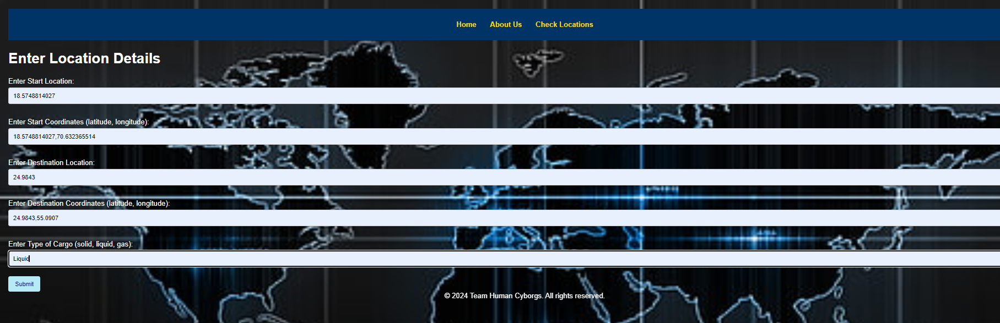 Home About Us Check Locations
Enter Location Details
Enter Start Location:
18.5748814027
Enter Start Coordinates (latitude, longitude):
18.5748814027,70.632365514
Enter Destination Location:
24.9843
Enter Destination Coordinates (latitude, longitude):
24.9843,55.0907
Enter Type of Cargo (solid, liquid, gas):
Liquid
Submit
© 2024 Team Human Cyborgs. All rights reserved.